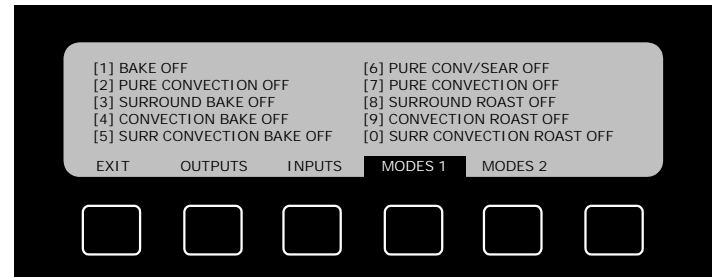 [1] BAKE OFF
[2] PURE CONVECTION OFF
[3] SURROUND BAKE OFF
[4] CONVECTION BAKE OFF
[5] SURR CONVECTION BAKE OFF
[6] PURE CONV/SEAR OFF
[7] PURE CONVECTION OFF
[8] SURROUND ROAST OFF
[9] CONVECTION ROAST OFF
[0] SURR CONVECTION ROAST OFF
EXIT OUTPUTS INPUTS MODES 1 MODES 2